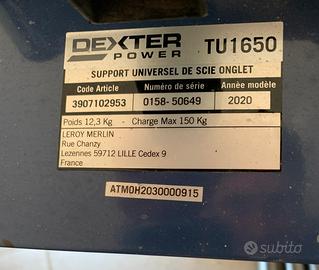 DEXTER
POWER
TU1650
SUPPORT UNIVERSEL DE SCIE ONGLET
Code Article Numéro de série Année modèle
3907102953 0158-50649 2020
Poids 12,3 Kg - Charge Max 150 Kg
LEROY MERLIN
Rue Chanzy
Lezennes 59712 LILLE Cedex 9
France
ATM0H2030000915
subito